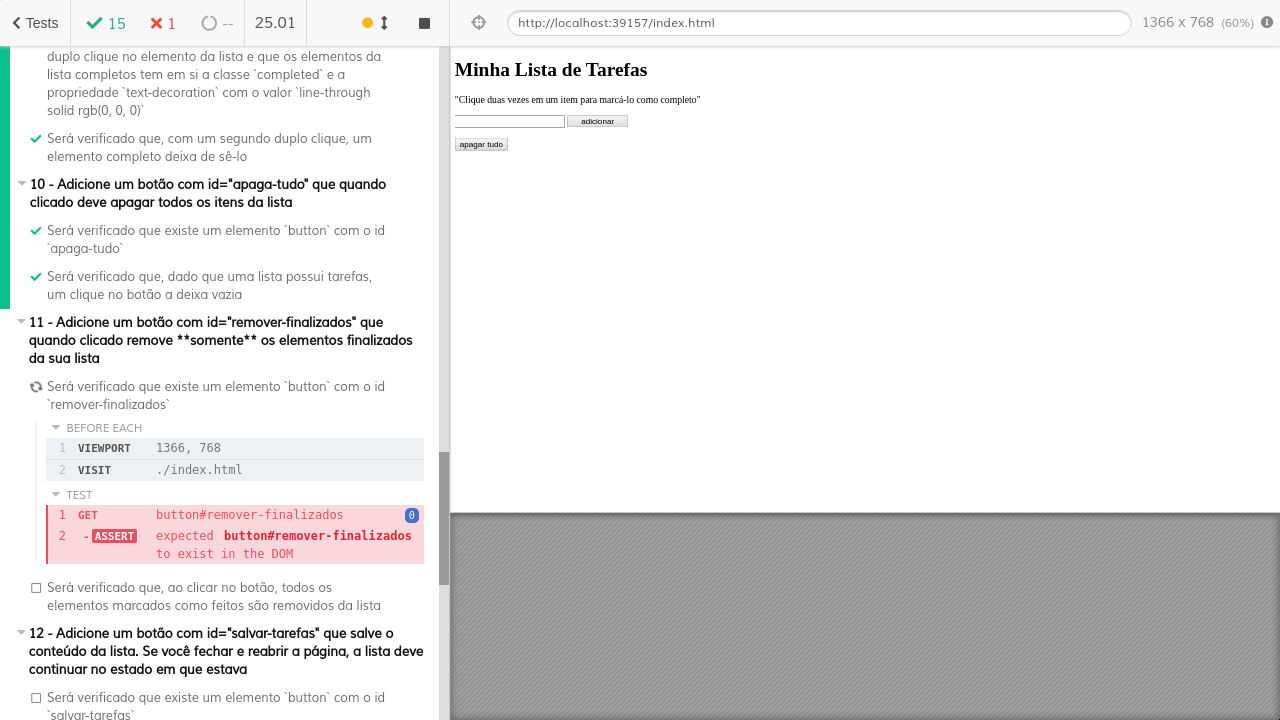 Tests
15
1
--
25.01
http://localhost:39157/index.html
1366 x 768 (60%)
duplo clique no elemento da lista e que os elementos da
lista completos tem em si a classe `completed` e a
propriedade `text-decoration` com o valor `line-through
solid rgb(0, 0, 0)`
Será verificado que, com um segundo duplo clique, um
elemento completo deixa de sê-lo
10 - Adicione um botão com id="apaga-tudo" que quando
clicado deve apagar todos os itens da lista
Será verificado que existe um elemento `button` com o id
`apaga-tudo`
Será verificado que, dado que uma lista possui tarefas,
um clique no botão a deixa vazia
11 - Adicione um botão com id="remover-finalizados" que
quando clicado remove **somente** os elementos finalizados
da sua lista
Será verificado que existe um elemento `button` com o id
`remover-finalizados`
BEFORE EACH
1 VIEWPORT 1366, 768
2 VISIT ./index.html
TEST
1 GET button#remover-finalizados 0
2 -ASSERT expected button#remover-finalizados
to exist in the DOM
Será verificado que, ao clicar no botão, todos os
elementos marcados como feitos são removidos da lista
12 - Adicione um botão com id="salvar-tarefas" que salve o
conteúdo da lista. Se você fechar e reabrir a página, a lista deve
continuar no estado em que estava
Será verificado que existe um elemento `button` com o id
`salvar-tarefas`
Minha Lista de Tarefas
"Clique duas vezes em um item para marcá-lo como completo"
adicionar
apagar tudo